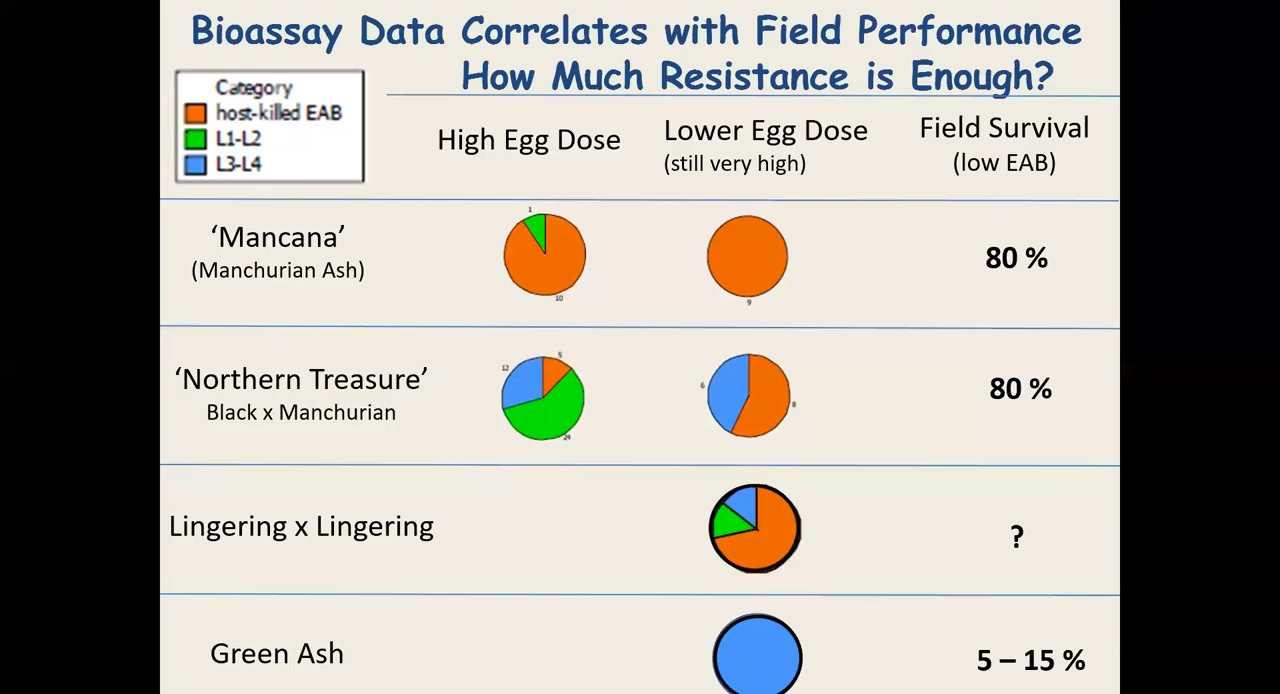 Bioassay Data Correlates with Field Performance
How Much Resistance is Enough?
Category
host-killed EAB
L1-L2
L3-L4
High Egg Dose
Lower Egg Dose
(still very high)
Field Survival
(low EAB)
‘Mancana’
(Manchurian Ash)
1
10
9
80 %
‘Northern Treasure’
Black x Manchurian
12
5
24
6
8
80 %
Lingering x Lingering
?
Green Ash
5 – 15 %